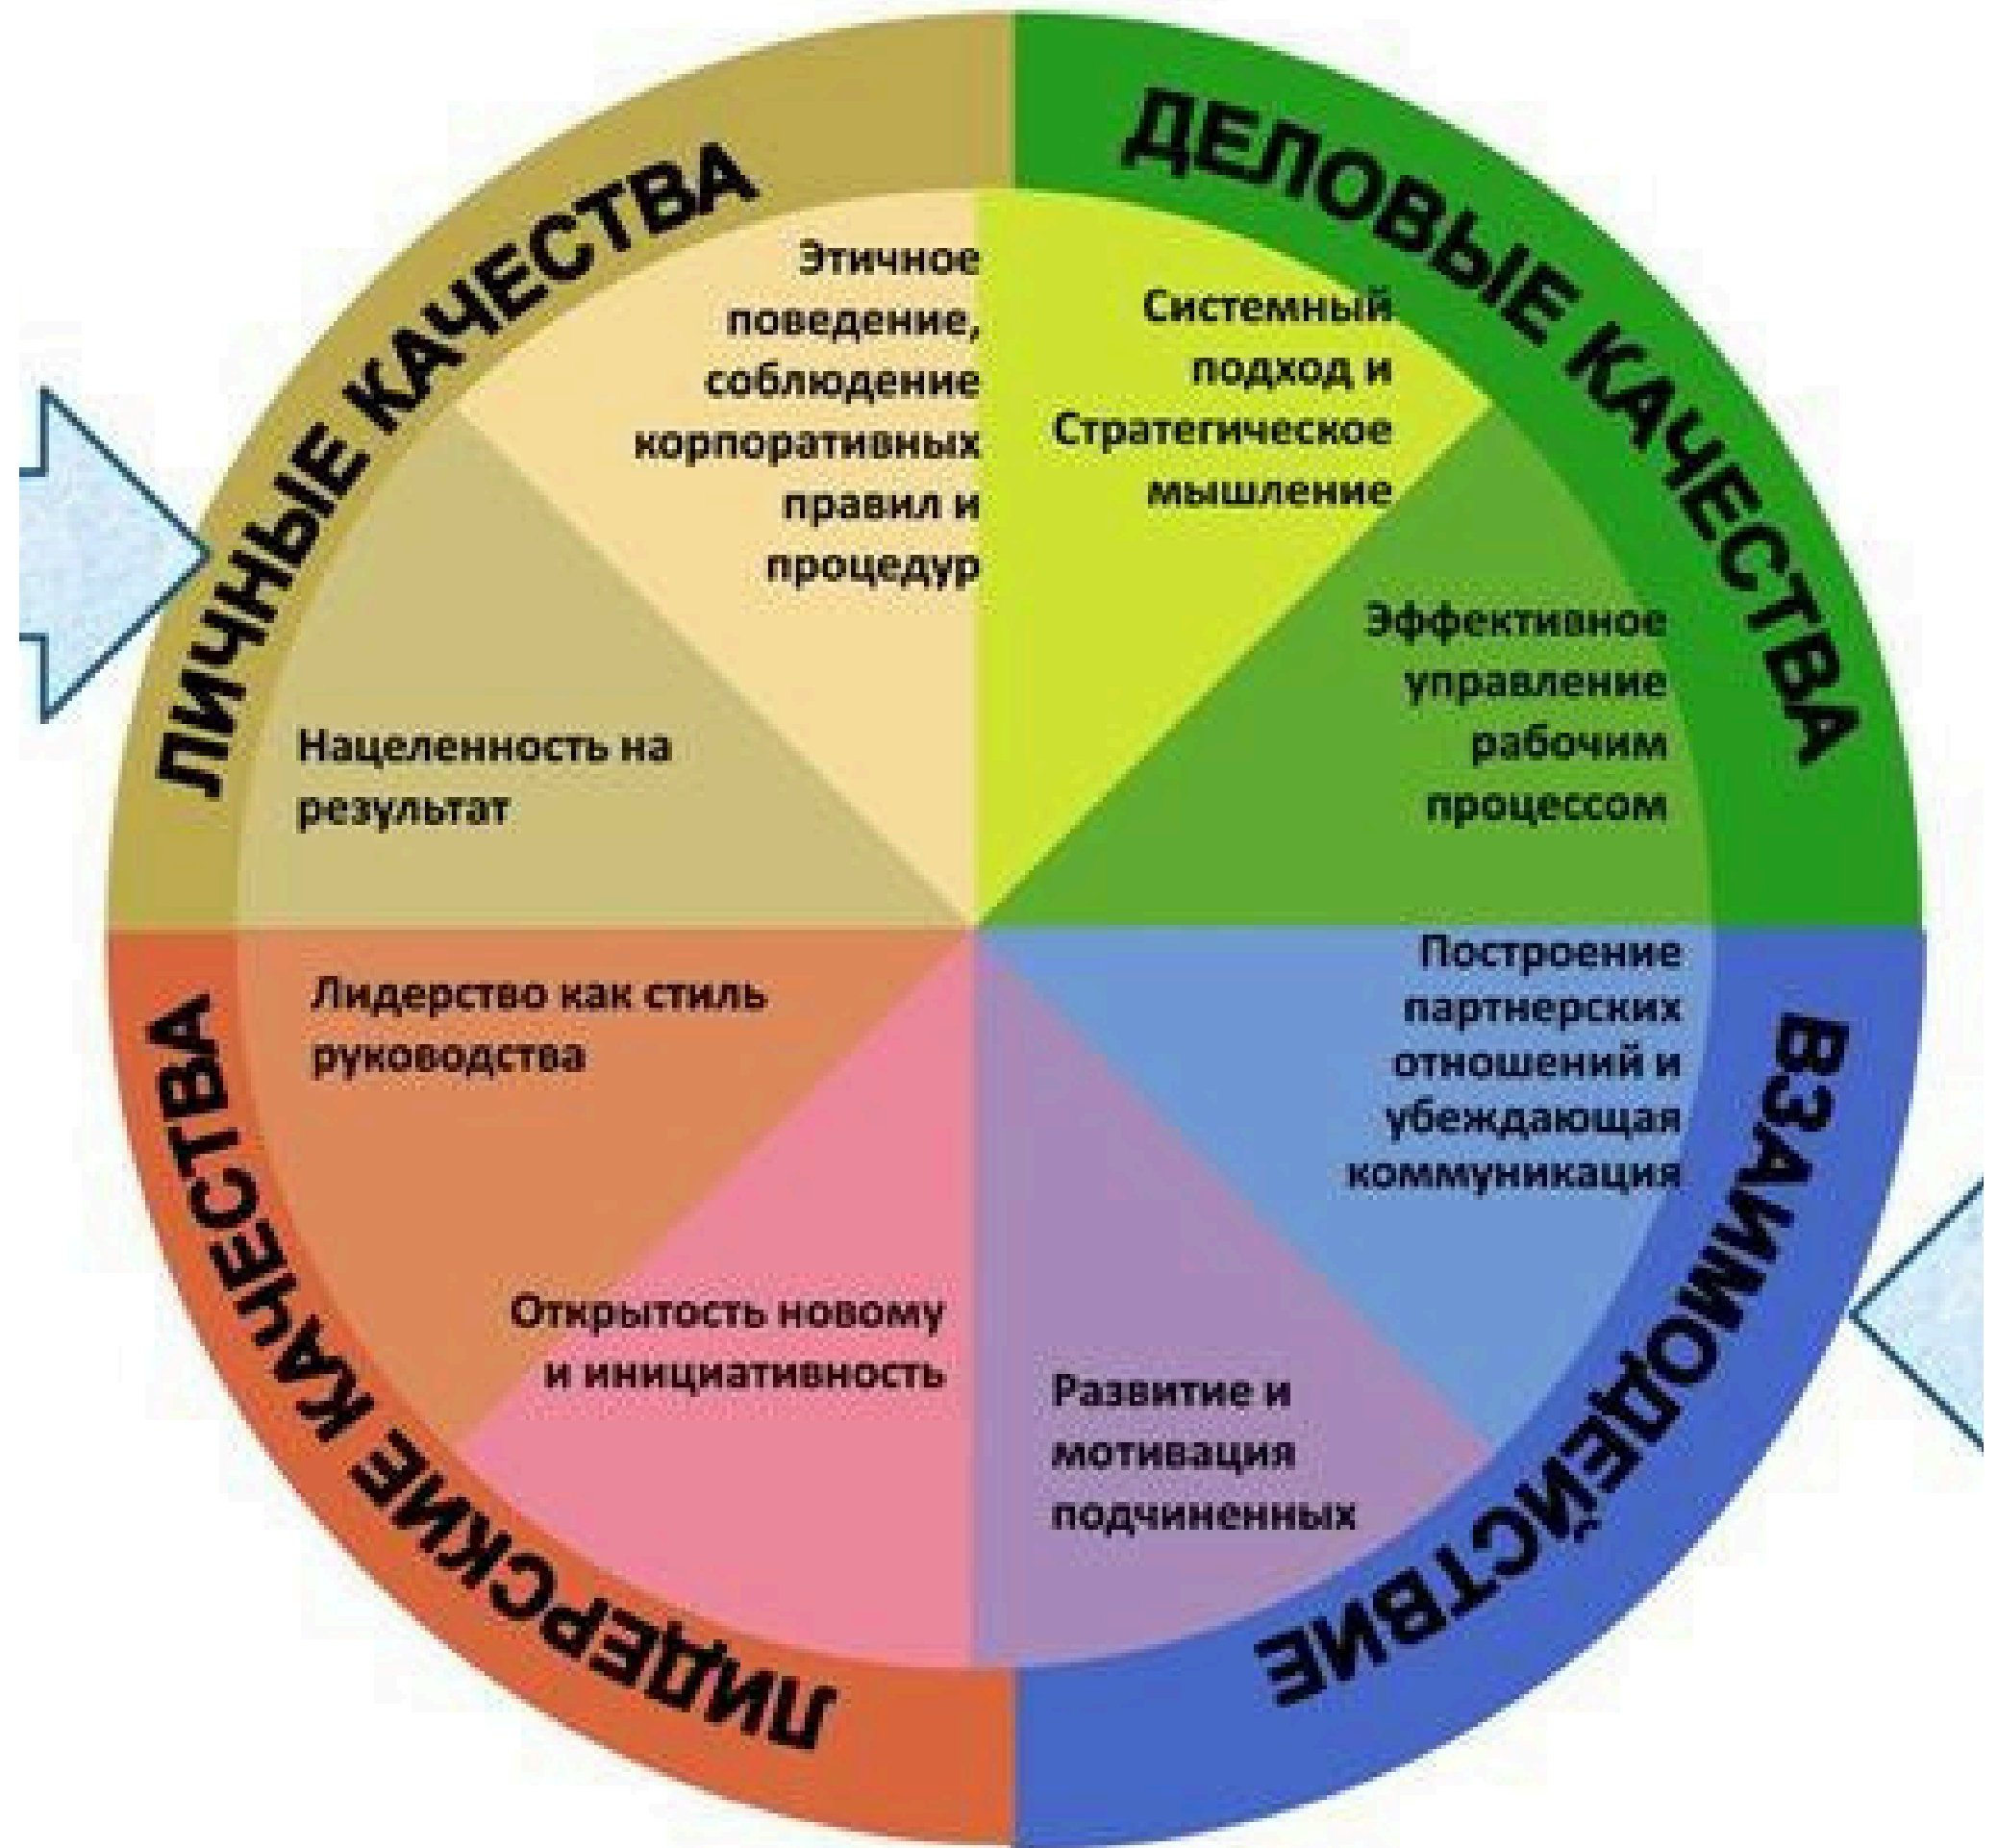 ЛИЧНЫЕ КАЧЕСТВА
Этичное
поведение,
соблюдение
корпоративных
правил и
процедур
Нацеленность на
результат
ДЕЛОВЫЕ КАЧЕСТВА
Системный
подход и
Стратегическое
мышление
Эффективное
управление
рабочим
процессом
ВЗАИМОДЕЙСТВИЕ
Построение
партнерских
отношений и
убеждающая
коммуникация
Развитие и
мотивация
подчиненных
ЛИДЕРСКИЕ КАЧЕСТВА
Лидерство как стиль
руководства
Открытость новому
и инициативность